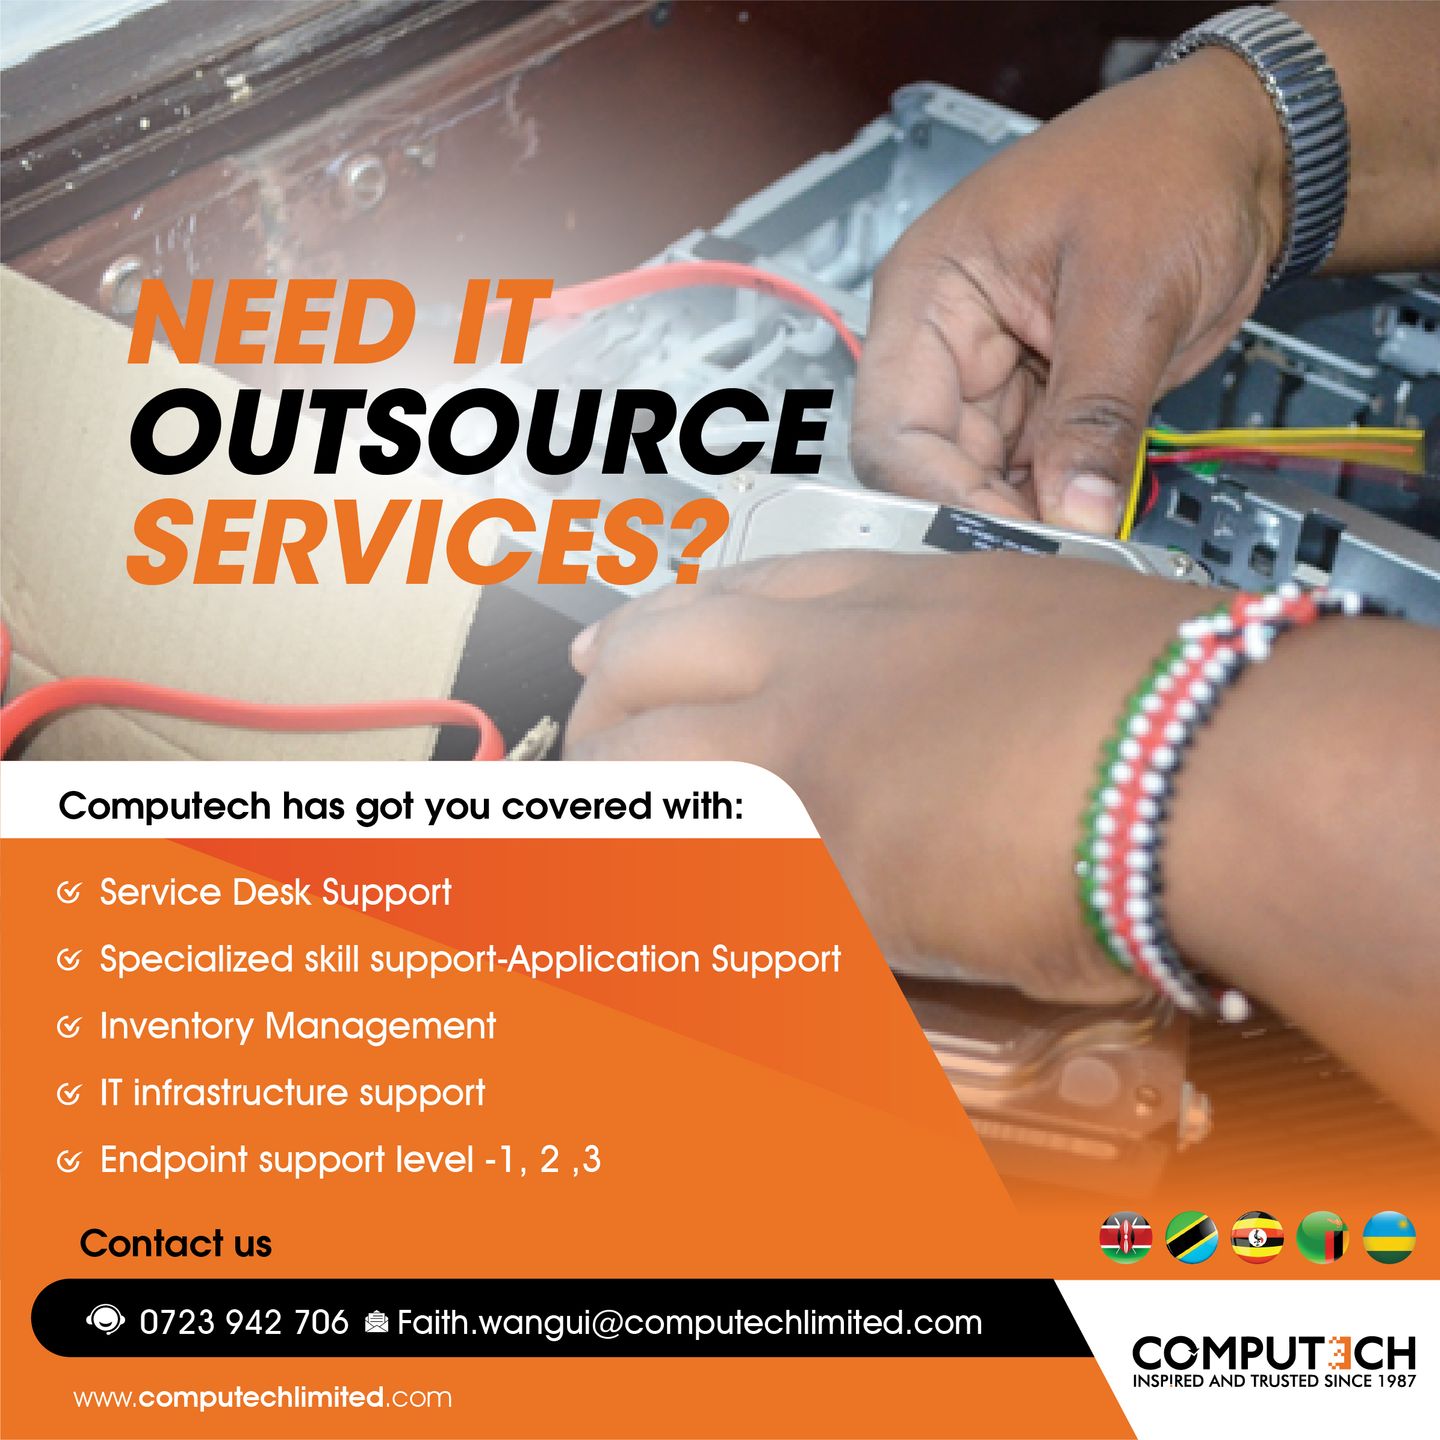 NEED IT
OUTSOURCE
SERVICES?
Computech has got you covered with:
Service Desk Support
Specialized skill support-Application Support
Inventory Management
IT infrastructure support
Endpoint support level -1, 2 ,3
Contact us
0723 942 706 Faith.wangui@computechlimited.com
www.computechlimited.com
COMPUTECH
INSPIRED AND TRUSTED SINCE 1987